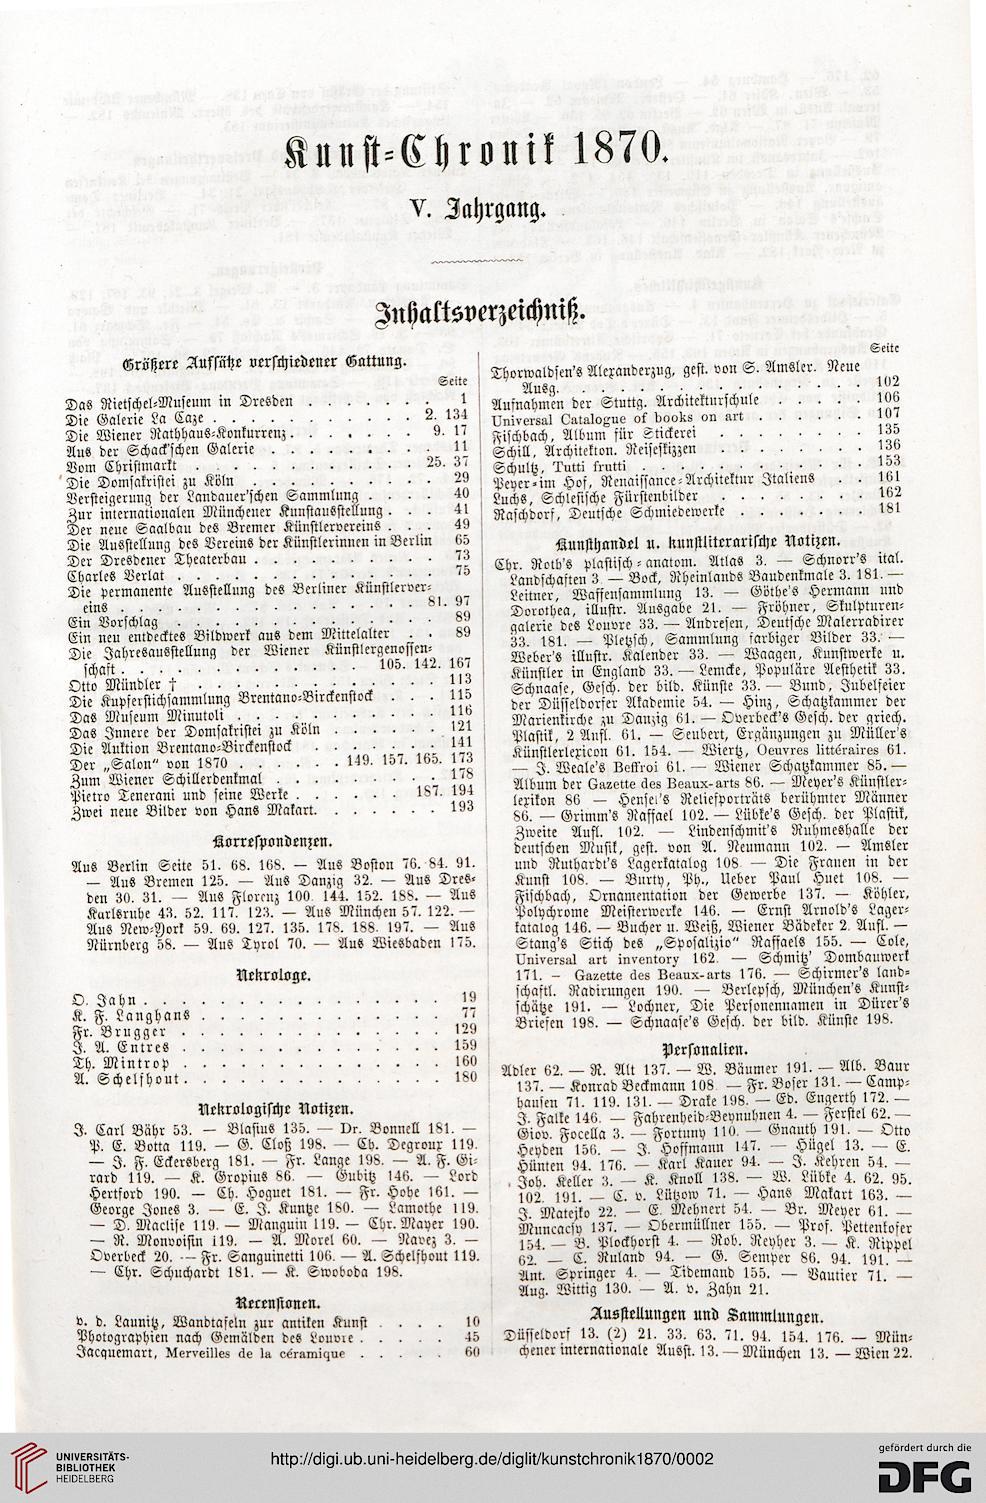 Kunst-Chronik 1870.
V. Jahrgang.
Inhaltsverzeichniß.
Größere Aufsätze verschiedener Gattung.
Seite
Das Rietschel-Museum in Dresden . . . . . . . 1
Die Galerie La Caze . . . . . . . . . . 2. 134
Die Wiener Rathhaus-Konkurrenz . . . . . . . 9. 17
Aus der Schack'schen Galerie . . . . . . . . 11
Vom Christmarkt . . . . . . . . . . . 25. 37
Die Domsakristei zu Köln . . . . . . . . . 29
Versteigerung der Landauer'schen Sammlung . . . . 40
Zur internationalen Münchener Kunstausstellung . . . 41
Der neue Saalbau des Bremer Künstlervereins . . . 49
Die Ausstellung des Vereins der Künstlerinnen in Berlin 65
Der Dresdener Theaterbau . . . . . . . . . 73
Charles Verlat . . . . . . . . . . . . 75
Die permanente Ausstellung des Berliner Künstlerver-
eins . . . . . . . . . . . . . . 81. 97
Ein Vorschlag . . . . . . . . . . . . 89
Ein neu entdecktes Bildwerk aus dem Mittelalter . . 89
Die Jahresausstellung der Wiener Künstlergenossen-
schaft . . . . . . . . . . . 105. 142. 167
Otto Mündler † . . . . . . . . . . . . 113
Die Kupferstichsammlung Brentano-Birckenstock . . 115
Das Museum Minutoli . . . . . . . . . . 116
Das Innere der Domsakristei zu Köln . . . . . . 121
Die Auktion Brentano-Birckenstock . . . . . . . 141
Der „Salon“ von 1870 . . . . . . 149. 157. 165. 173
Zum Wiener Schillerdenkmal . . . . . . . . . 178
Pietro Tenerani und seine Werke . . . . . . 187. 194
Zwei neue Bilder von Hans Makart. . . . . . . 193
Korrespondenzen.
Aus Berlin Seite 51. 68. 168. — Aus Boston 76. 84. 91.
— Aus Bremen 125. — Aus Danzig 32. — Aus Dres-
den 30. 31. — Aus Florenz 100. 144. 152. 188. — Aus
Karlsruhe 43. 52. 117. 123. — Aus München 57. 122. —
Aus New-York 59. 69. 127. 135. 178. 188. 197. — Aus
Nürnberg 58. — Aus Tyrol 70. — Aus Wiesbaden 175.
Nekrologe.
O. Jahn . . . . . . . . . . . . . . . 19
K. F. Langhans . . . . . . . . . . . . . 77
Fr. Brugger . . . . . . . . . . . . . . 129
J. A. Entres . . . . . . . . . . . . . . 159
Th. Mintrop . . . . . . . . . . . . . . 160
A. Schelfhout . . . . . . . . . . . . . . 180
Nekrologische Notizen.
J. Carl Bähr 53. — Blasius 135. — Dr. Bonnell 181. —
P. E. Botta 119. — G. Cloß 198. — Ch. Degroux 119.
— J. F. Eckersberg 181. — Fr. Lange 198. — A. F. Gi-
rard 119. — K. Gropius 86. — Gubitz 146. — Lord
Hertford 190. — Ch. Hoguet 181. — Fr. Hohe 161. —
George Jones 3. — E. J. Kuntze 180. — Lamothe 119.
— D. Maclise 119. — Manguin 119. — Chr. Mayer 190.
— R. Monvoisin 119. — A. Morel 60. — Navez 3. —
Overbeck 20. — Fr. Sanguinetti 106. — A. Schelfhout 119.
— Chr. Schuchardt 181. — K. Swoboda 198.
Recensionen.
v. d. Launitz, Wandtafeln zur antiken Kunst . . . . 10
Photographien nach Gemälden des Louvre . . . . . 45
Jacquemart, Merveilles de la céramique . . . . . 60
Seite
Thorwaldsen's Alexanderzug, gest. von S. Amsler. Neue
Ausg. . . . . . . . . . . . . . . . 102
Aufnahmen der Stuttg. Architekturschule . . . . . 106
Universal Catalogue of books on art . . . . . . 107
Fischbach, Album für Stickerei . . . . . . . . 135
Schill, Architekton. Reiseskizzen . . . . . . . . 136
Schultz, Tutti frutti . . . . . . . . . . . 153
Peyer-im Hof, Renaissance-Architektur Italiens . . . 161
Luchs, Schlesische Fürstenbilder . . . . . . . . 162
Raschdorf, Deutsche Schmiedewerke . . . . . . . 181
Kunsthandel u. kunstliterarische Notizen.
Chr. Roth's plastisch-anatom. Atlas 3. — Schnorr's ital.
Landschaften 3. — Bock, Rheinlands Baudenkmale 3. 181. —
Leitner, Waffensammlung 13. — Göthe's Hermann und
Dorothea, illustr. Ausgabe 21. — Fröhner, Skulpturen-
galerie des Louvre 33. — Andresen, Deutsche Malerradirer
33. 181. — Pletzsch, Sammlung farbiger Bilder 33. —
Weber's illustr. Kalender 33. — Waagen, Kunstwerke u.
Künstler in England 33. — Lemcke, Populäre Aesthetik 33.
Schnaase, Gesch. der bild. Künste 33. — Bund, Jubelfeier
der Düsseldorfer Akademie 54. — Hinz, Schatzkammer der
Marienkirche zu Danzig 61. — Overbeck's Gesch. der griech.
Plastik, 2 Aufl. 61. — Seubert, Ergänzungen zu Müller's
Künstlerlexicon 61. 154. — Wiertz, Oeuvres littéraires 61.
— J. Weale's Beffroi 61. — Wiener Schatzkammer 85. —
Album der Gazette des Beaux-arts 86. — Meyer's Künstler-
lexikon 86 — Hensel's Reliefporträts berühmter Männer
86. — Grimm's Raffael 102. — Lübke's Gesch. der Plastik,
Zweite Aufl. 102. — Lindenschmit's Ruhmeshalle der
deutschen Musik, gest. von A. Neumann 102. — Amsler
und Ruthardt's Lagerkatalog 108 — Die Frauen in der
Kunst 108. — Burty, Ph., Ueber Paul Huet 108. —
Fischbach, Ornamentation der Gewerbe 137. — Köhler,
Polychrome Meisterwerke 146. — Ernst Arnold's Lager-
katalog 146. — Bucher u. Weiß, Wiener Bädeker 2. Aufl. —
Stang's Stich des „Sposalizio“ Raffaels 155. — Cole,
Universal art inventory 162. — Schmitz' Dombauwerk
171. — Gazette des Beaux-arts 176. — Schirmer's land-
schaftl. Radirungen 190. — Berlepsch, München's Kunst-
schätze 191. — Lochner, Die Personennamen in Dürer's
Briefen 198. — Schnaase's Gesch. der bild. Künste 198.
Personalien.
Adler 62. — R. Alt 137. — W. Bäumer 191. — Alb. Baur
137. — Konrad Beckmann 108 — Fr. Boser 131. — Camp-
hausen 71. 119. 131. — Drake 198. — Ed. Engerth 172. —
J. Falke 146. — Fahrenheid-Beynuhnen 4. — Ferstel 62. —
Giov. Focella 3. — Fortuny 110. — Gnauth 191. — Otto
Heyden 156. — J. Hoffmann 147. — Hügel 13. — E.
Hünten 94. 176. — Karl Kauer 94. — J. Kehren 54. —
Joh. Keller 3. — K. Knoll 138. — W. Lübke 4. 62. 95.
102. 191. — C. v. Lützow 71. — Hans Makart 163. —
J. Matejko 22. — E. Mehnert 54. — Br. Meyer 61. —
Muncacsy 137. — Obermüllner 155. — Prof. Pettenkofer
154. — B. Plockhorst 4. — Rob. Reyher 3. — K. Rippel
62. — C. Ruland 94. — G. Semper 86. 94. 191. —
Ant. Springer 4. — Tidemand 155. — Vautier 71. —
Aug. Wittig 130. — A. v. Zahn 21.
Ausstellungen und Sammlungen.
Düsseldorf 13. (2) 21. 33. 63. 71. 94. 154. 176. — Mün-
chener internationale Ausst. 13. — München 13. — Wien 22.
UNIVERSITÄTS-
BIBLIOTHEK
HEIDELBERG
http://digi.ub.uni-heidelberg.de/diglit/kunstchronik1870/0002
gefördert durch die
DFG